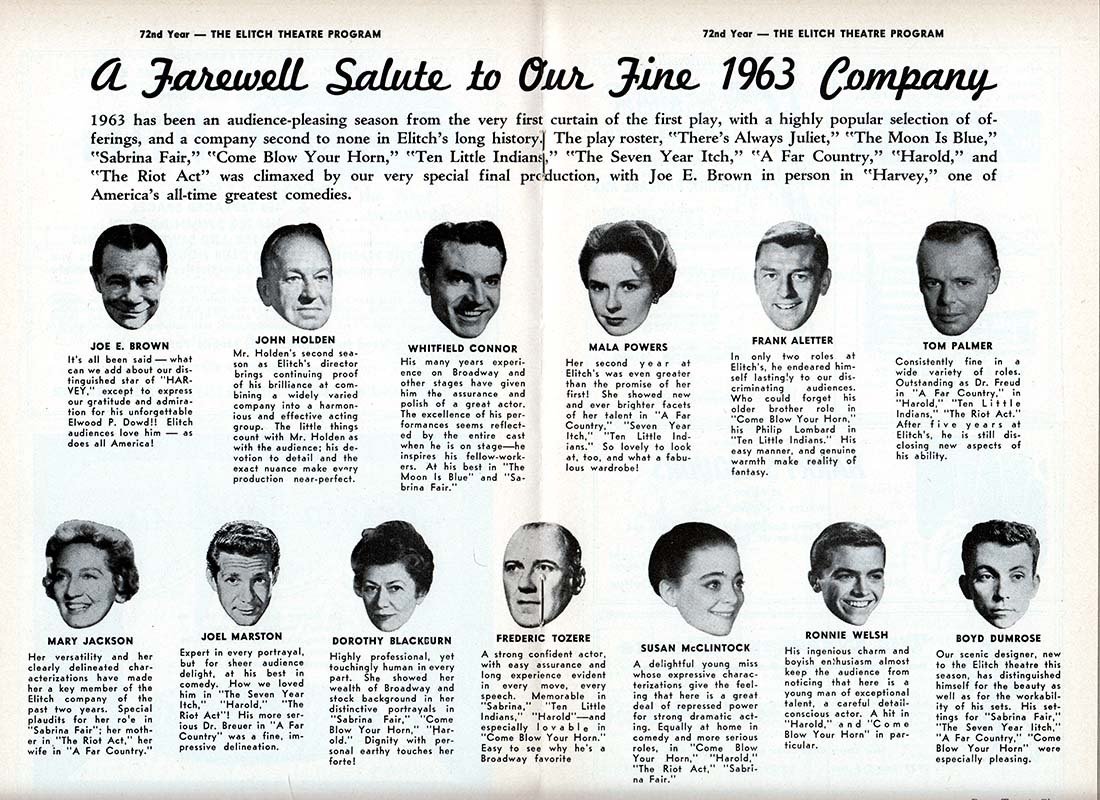 72nd Year — THE ELITCH THEATRE PROGRAM
72nd Year — THE ELITCH THEATRE PROGRAM
A Farewell Salute to Our Fine 1963 Company
1963 has been an audience-pleasing season from the very first curtain of the first play, with a highly popular selection of of-
ferings, and a company second to none in Elitch's long history. The play roster, "There's Always Juliet," "The Moon Is Blue,"
"Sabrina Fair," "Come Blow Your Horn," "Ten Little Indians," "The Seven Year Itch," "A Far Country," "Harold," and
"The Riot Act" was climaxed by our very special final production, with Joe E. Brown in person in "Harvey," one of
America's all-time greatest comedies.
JOE E. BROWN
It's all been said — what
can we add about our dis-
tinguished star of "HAR-
VEY," except to express
our gratitude and admira-
tion for his unforgettable
Elwood P. Dowd!! Elitch
audiences love him — as
does all America!
JOHN HOLDEN
Mr. Holden's second sea-
son as Elitch's director
brings continuing proof
of his brilliance at com-
bining a widely varied
company into a harmon-
ious and effective acting
group. The little things
count with Mr. Holden as
with the audience; his de-
votion to detail and the
exact nuance make every
production near-perfect.
WHITFIELD CONNOR
His many years experi-
ence on Broadway and
other stages have given
him the assurance and
polish of a great actor.
The excellence of his per-
formances seems reflect-
ed by the entire cast
when he is on stage—he
inspires his fellow-work-
ers. At his best in "The
Moon Is Blue" and "Sa-
brina Fair."
MALA POWERS
Her second year at
Elitch's was even greater
than the promise of her
first! She showed new
and ever brighter facets
of her talent in "A Far
Country," "Seven Year
Itch," "Ten Little Ind-
ians." So lovely to look
at, too, and what a fabu-
lous wardrobe!
FRANK ALETTER
In only two roles at
Elitch's, he endeared him-
self lastingly to our dis-
criminating audiences.
Who could forget his
older brother role in
"Come Blow Your Horn,"
his Philip Lombard in
"Ten Little Indians." His
easy manner, and genuine
warmth make reality of
fantasy.
TOM PALMER
Consistently fine in a
wide variety of roles.
Outstanding as Dr. Freud
in "A Far Country," in
"Harold," "Ten Little
Indians," "The Riot Act."
After five years at
Elitch's, he is still dis-
closing new aspects of
his ability.
MARY JACKSON
Her versatility and her
clearly delineated char-
acterizations have made
her a key member of the
Elitch company of the
past two years. Special
plaudits for her role in
"Sabrina Fair"; her moth-
er in "The Riot Act," her
wife in "A Far Country."
JOEL MARSTON
Expert in every portrayal,
but for sheer audience
delight, at his best in
comedy. How we loved
him in "The Seven Year
Itch," "Harold," "The
Riot Act"! His more ser-
ious Dr. Breuer in "A Far
Country" was a fine, im-
pressive delineation.
DOROTHY BLACKBURN
Highly professional, yet
touchingly human in every
part. She showed her
wealth of Broadway and
stock background in her
distinctive portrayals in
"Sabrina Fair," "Come
Blow Your Horn," "Har-
old." Dignity with per-
sonal earthy touches her
forte!
FREDERIC TOZERE
A strong confident actor,
with easy assurance and
long experience evident
in every move, every
speech. Memorable in
"Sabrina," "Ten Little
Indians," "Harold"—and
especially lovable in
"Come Blow Your Horn."
Easy to see why he's a
Broadway favorite
SUSAN McCLINTOCK
A delightful young miss
whose expressive charac-
terizations give the feel-
ing that here is a great
deal of repressed power
for strong dramatic act-
ing. Equally at home in
comedy and more serious
roles, in "Come Blow
Your Horn," "Harold,"
"The Riot Act," "Sabri-
na Fair."
RONNIE WELSH
His ingenious charm and
boyish enthusiasm almost
keep the audience from
noticing that here is a
young man of exceptional
talent, a careful detail-
conscious actor. A hit in
"Harold," and "Come
Blow Your Horn" in par-
ticular.
BOYD DUMROSE
Our scenic designer, new
to the Elitch theatre this
season, has distinguished
himself for the beauty as
well as for the workabil-
ity of his sets. His set-
tings for "Sabrina Fair,"
"The Seven Year Itch,"
"A Far Country," "Come
Blow Your Horn" were
especially pleasing.